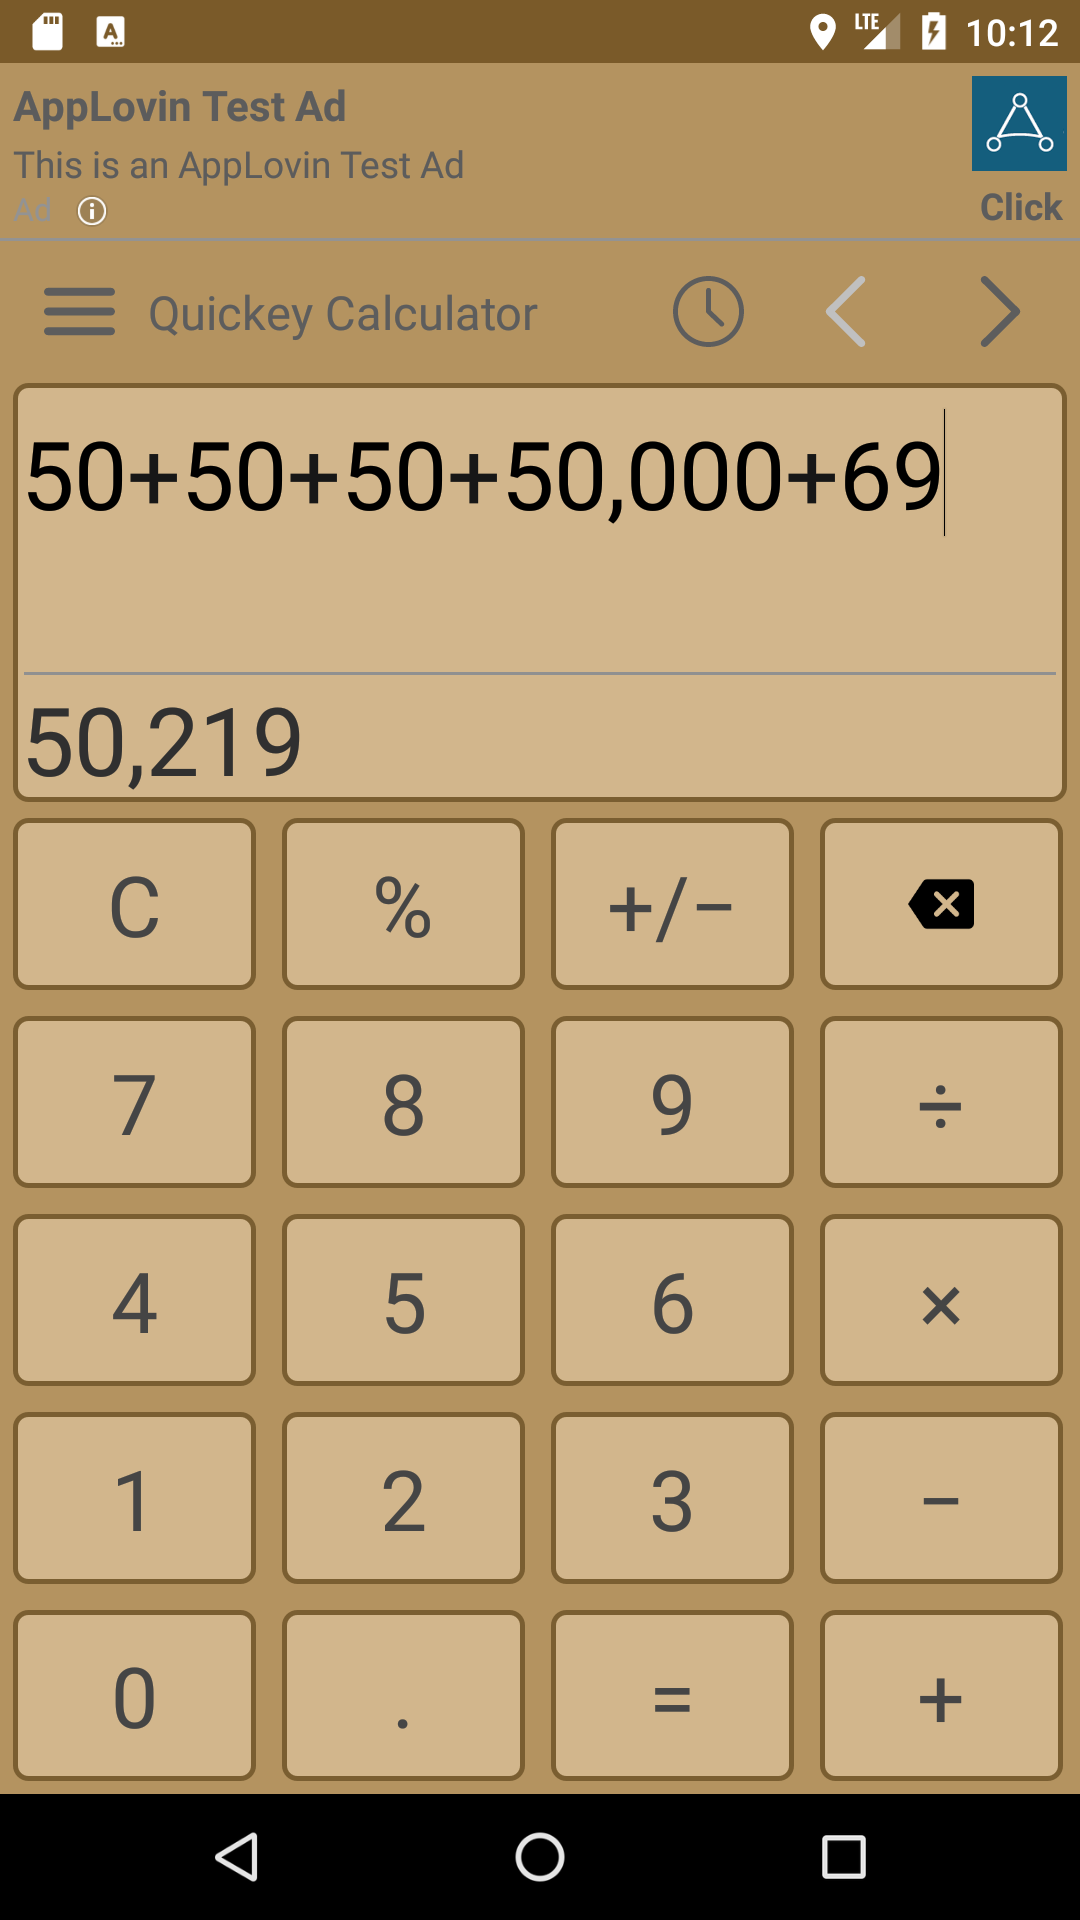 LTE 10:12
AppLovin Test Ad
This is an AppLovin Test Ad
Ad
Click
Quickey Calculator
50+50+50+50,000+69
50,219
C % +/−
7 8 9 ÷
4 5 6 ×
1 2 3 −
0 . = +